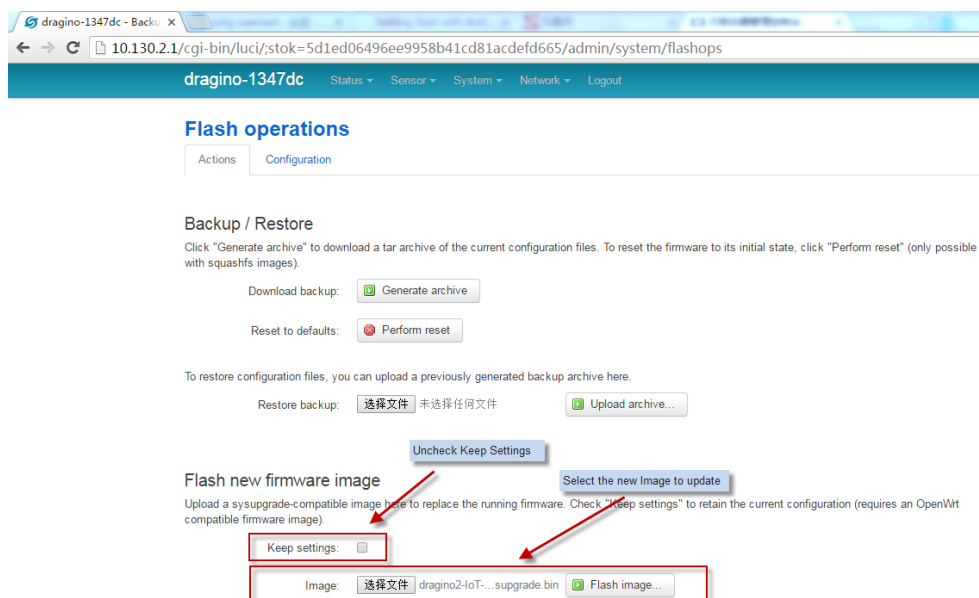 dragino-1347dc - Backu
10.130.2.1/cgi-bin/luci/;stok=5d1ed06496ee9958b41cd81acdefd665/admin/system/flashops
dragino-1347dc Status Sensor System Network Logout
Flash operations
Actions Configuration
Backup / Restore
Click "Generate archive" to download a tar archive of the current configuration files. To reset the firmware to its initial state, click "Perform reset" (only possible
with squashfs images).
Download backup: Generate archive
Reset to defaults: Perform reset
To restore configuration files, you can upload a previously generated backup archive here.
Restore backup: 选择文件 未选择任何文件 Upload archive...
Uncheck Keep Settings
Select the new Image to update
Flash new firmware image
Upload a sysupgrade-compatible image here to replace the running firmware. Check "Keep settings" to retain the current configuration (requires an OpenWrt
compatible firmware image).
Keep settings:
Image: 选择文件 dragino2-IoT-...supgrade.bin Flash image...